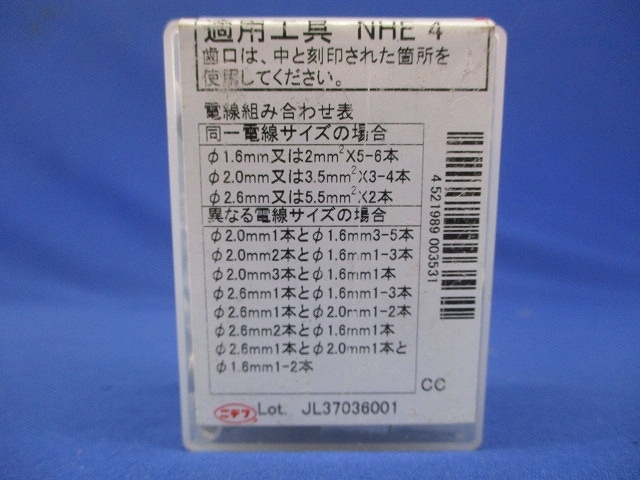 適用工具 NHE 4
歯口は、中と刻印された箇所を
使用してください。
電線組み合わせ表
同一電線サイズの場合
φ1.6mm又は2mm²X5-6本
φ2.0mm又は3.5mm²X3-4本
φ2.6mm又は5.5mm²X2本
異なる電線サイズの場合
φ2.0mm1本とφ1.6mm3-5本
φ2.0mm2本とφ1.6mm1-3本
φ2.0mm3本とφ1.6mm1本
φ2.6mm1本とφ1.6mm1-3本
φ2.6mm1本とφ2.0mm1-2本
φ2.6mm2本とφ1.6mm1本
φ2.6mm1本とφ2.0mm1本と
φ1.6mm1-2本
CC
ニチフ Lot. JL37036001
4 521989 003531